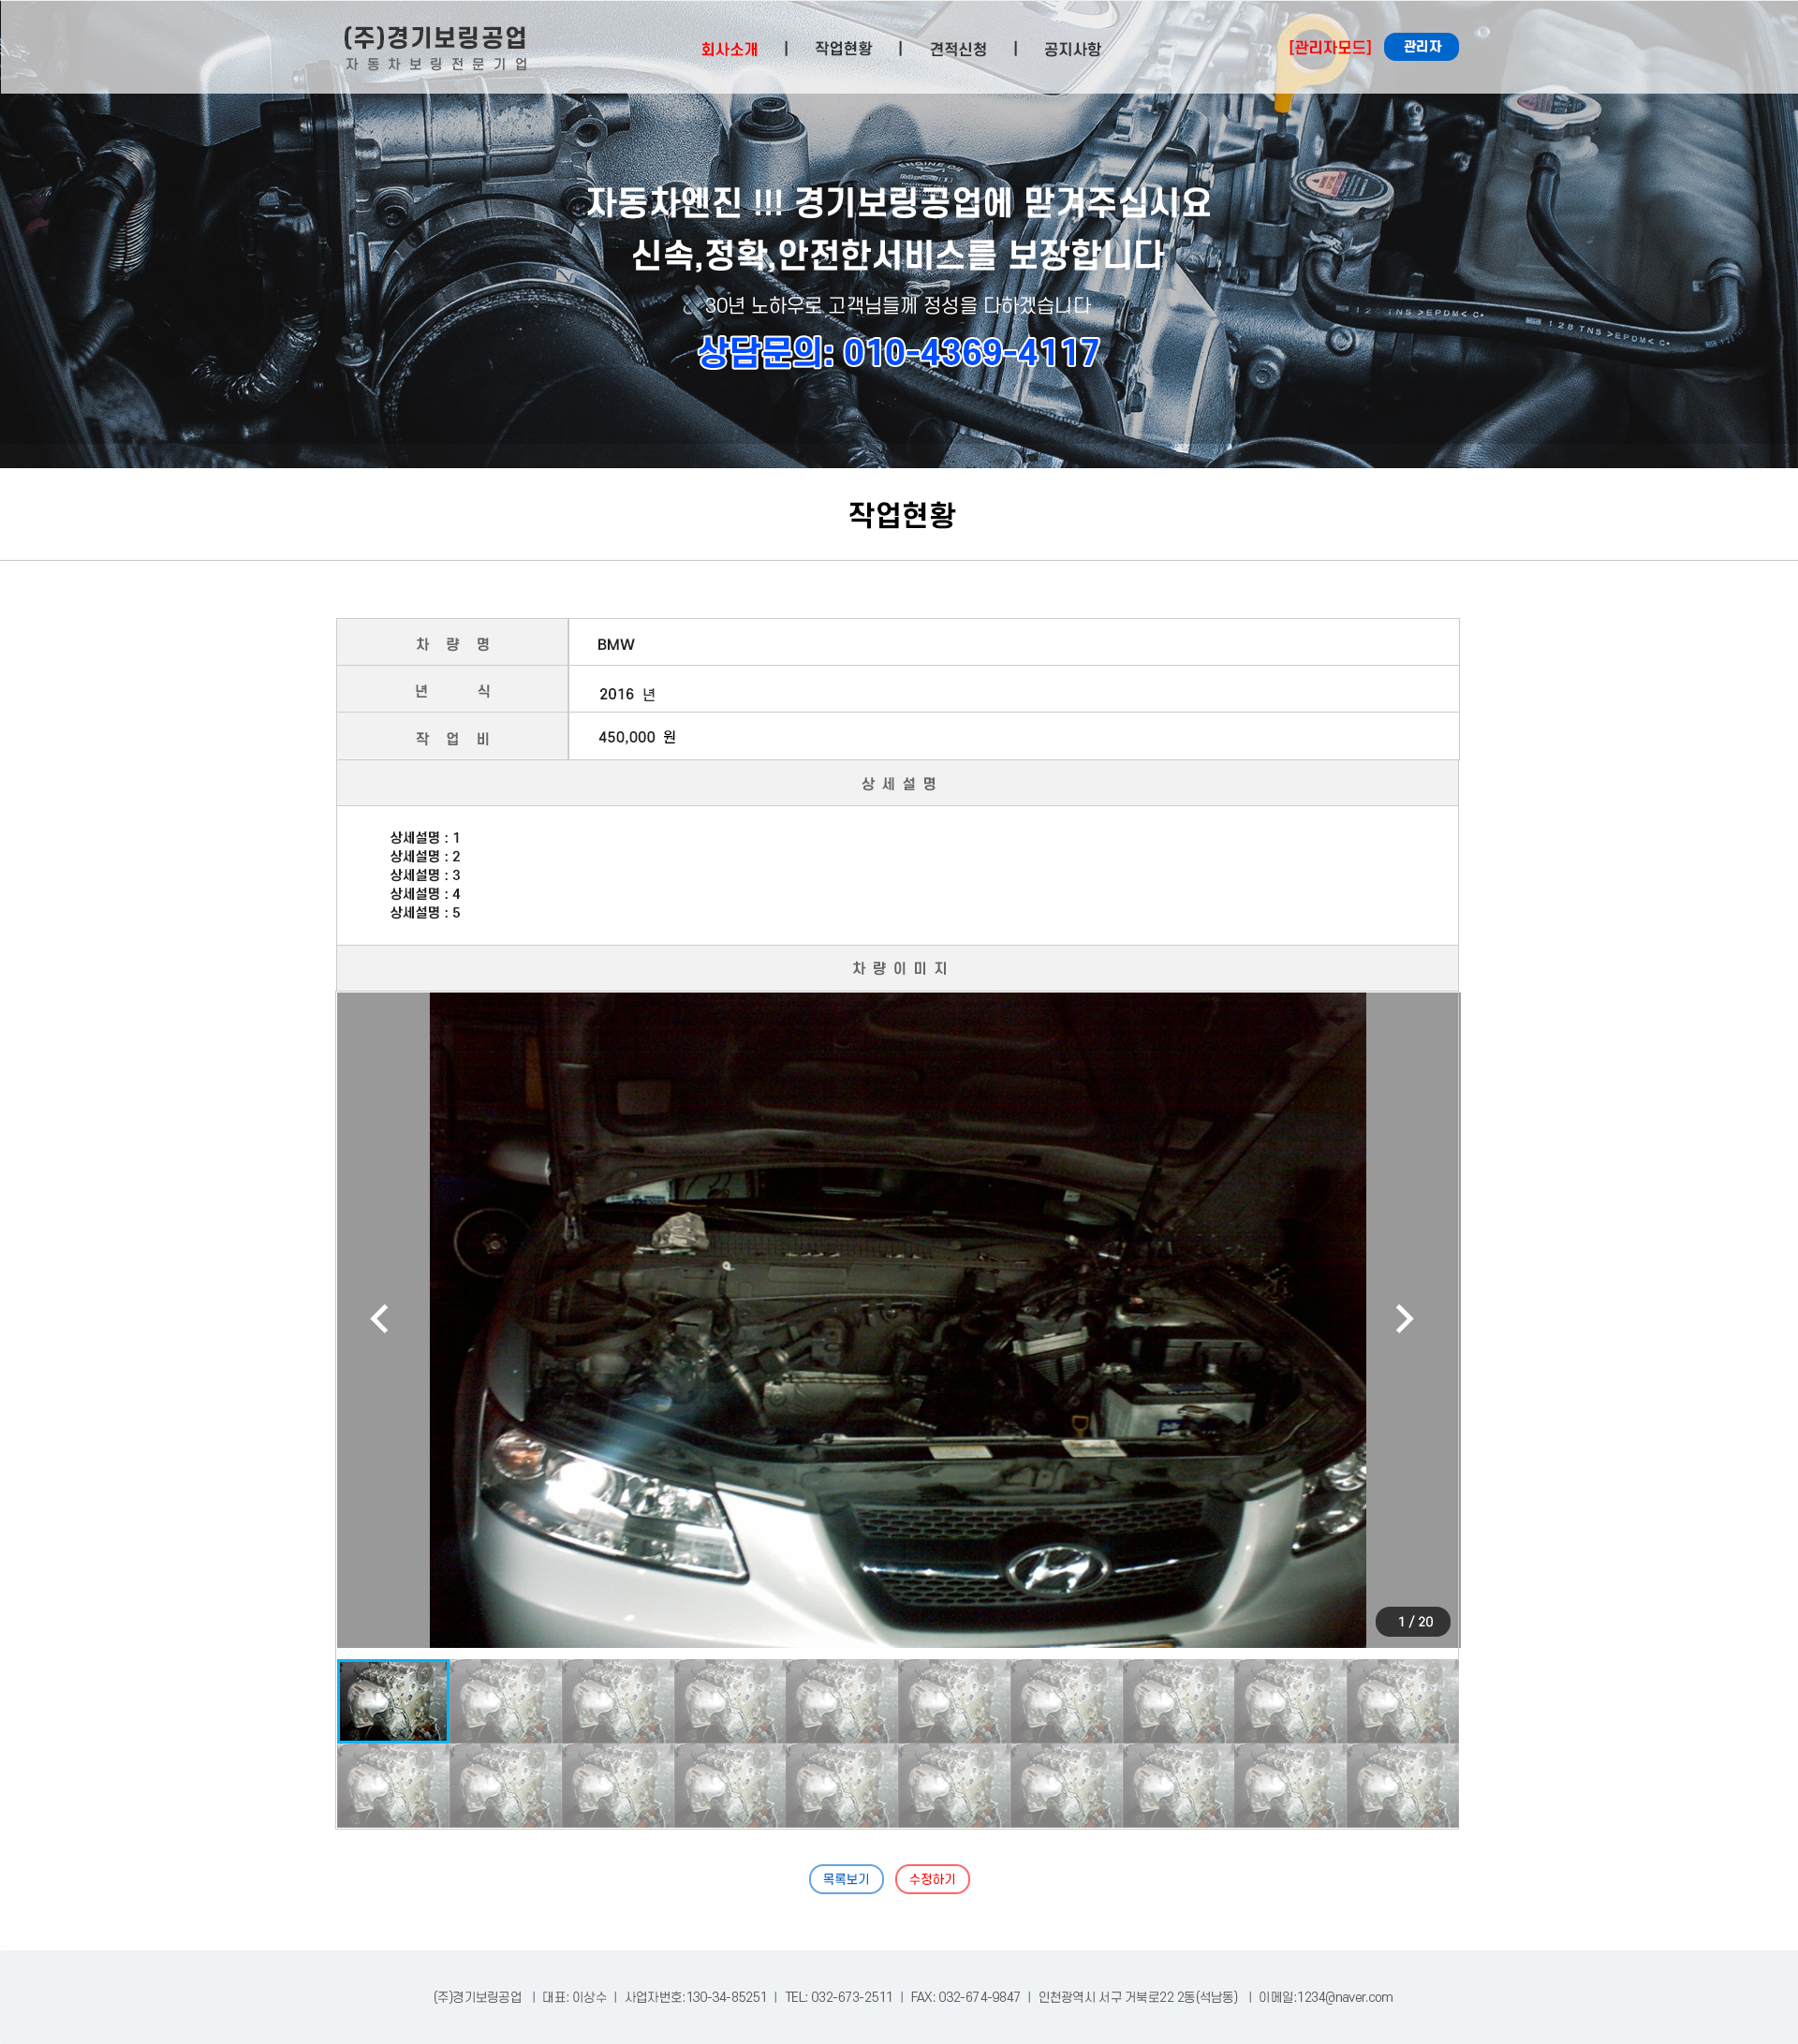 (주)경기보링공업
자동차보링전문기업
회사소개 | 작업현황 | 견적신청 | 공지사항
[관리자모드] 관리자
ENGINE OIL
자동차엔진 !!! 경기보링공업에 맡겨주십시요
신속,정확,안전한서비스를 보장합니다
30년 노하우로 고객님들께 정성을 다하겠습니다
상담문의: 010-4369-4117
128 TNS >EPDM< C•
작업현황
차 량 명 BMW
년 식 2016 년
작 업 비 450,000 원
상 세 설 명
상세설명 : 1
상세설명 : 2
상세설명 : 3
상세설명 : 4
상세설명 : 5
차 량 이 미 지
1 / 20
목록보기 수정하기
(주)경기보링공업 | 대표: 이상수 | 사업자번호:130-34-85251 | TEL: 032-673-2511 | FAX: 032-674-9847 | 인천광역시 서구 거북로22 2동(석남동) | 이메일:1234@naver.com